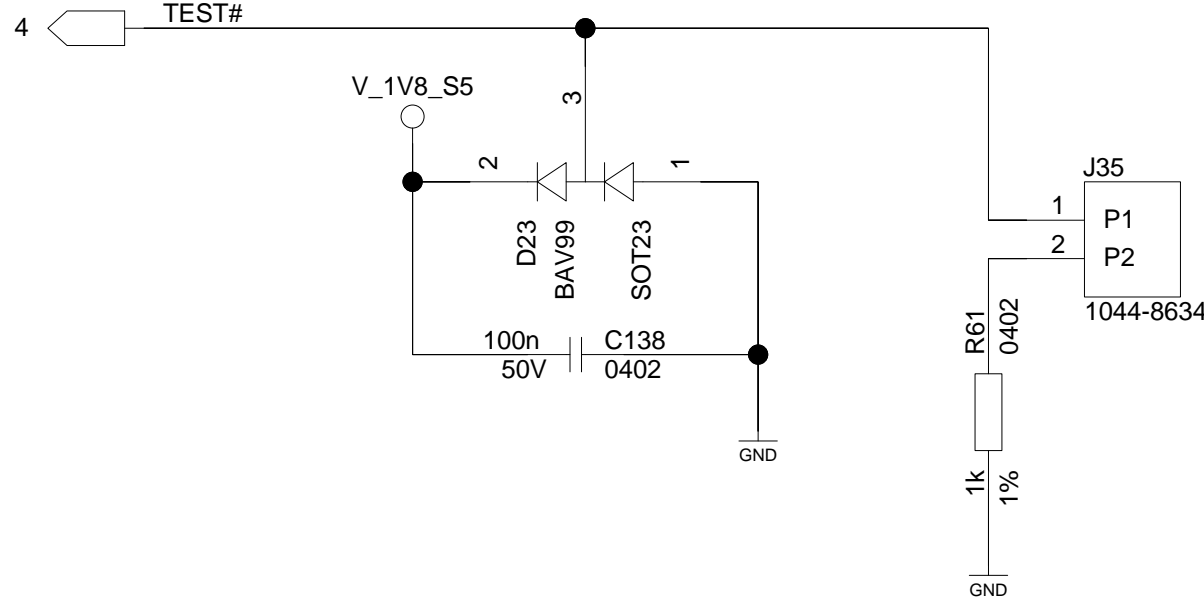 4
TEST#
V_1V8_S5
3
2
1
D23
BAV99
SOT23
100n
50V
C138
0402
GND
J35
1
P1
2
P2
1044-8634
R61
0402
1k
1%
GND